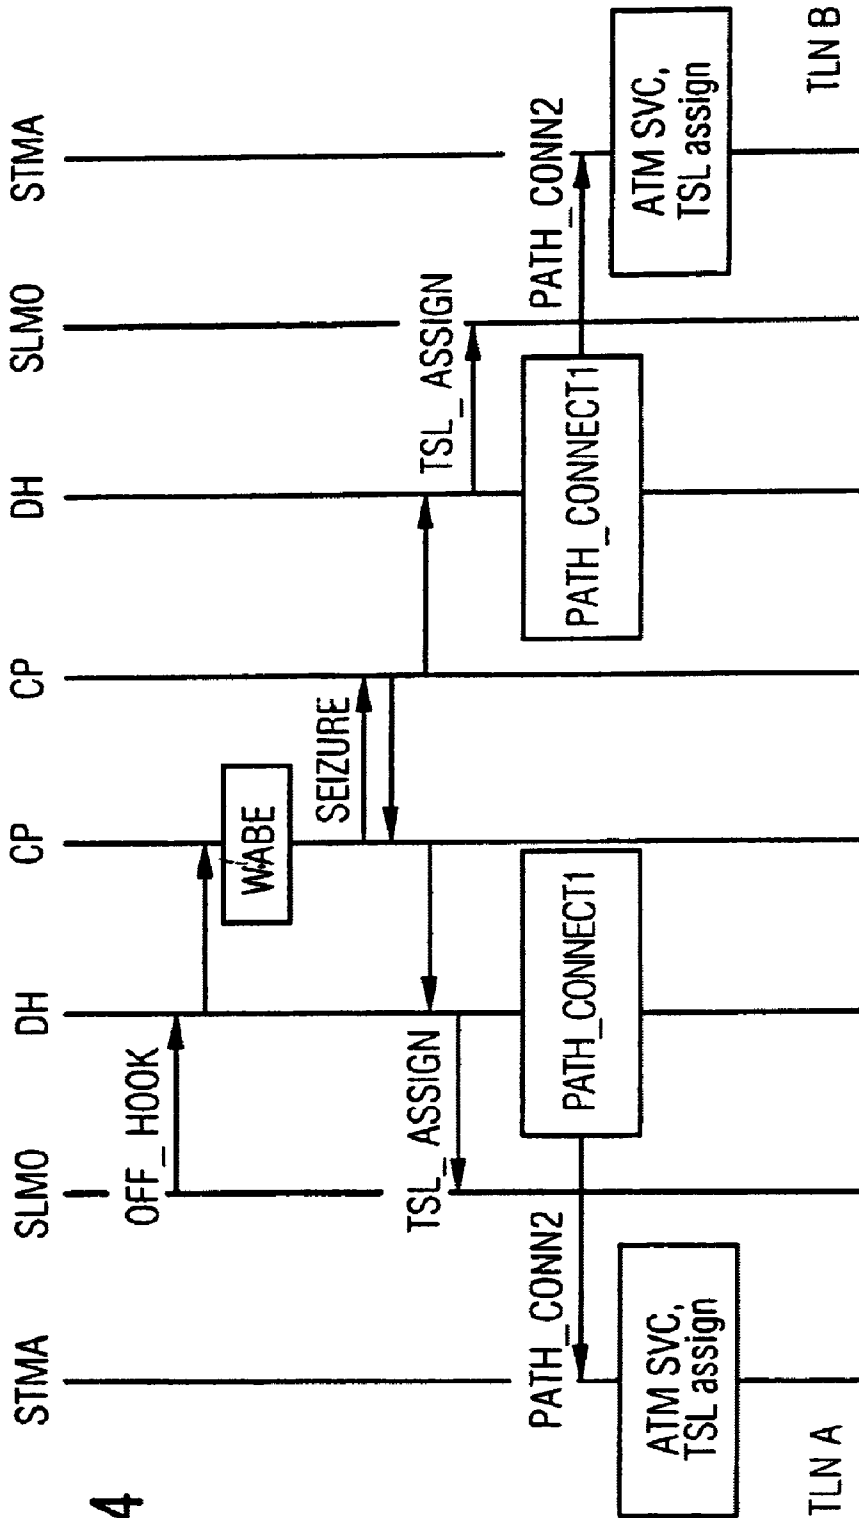 4
STMA
SLMO
DH
CP
CP
DH
SLMO
STMA
OFF_HOOK
WABE
SEIZURE
TSL_ASSIGN
TSL_ASSIGN
PATH_CONN2
PATH_CONNECT1
PATH_CONNECT1
PATH_CONN2
ATM SVC,
TSL assign
ATM SVC,
TSL assign
TLN A
TLN B